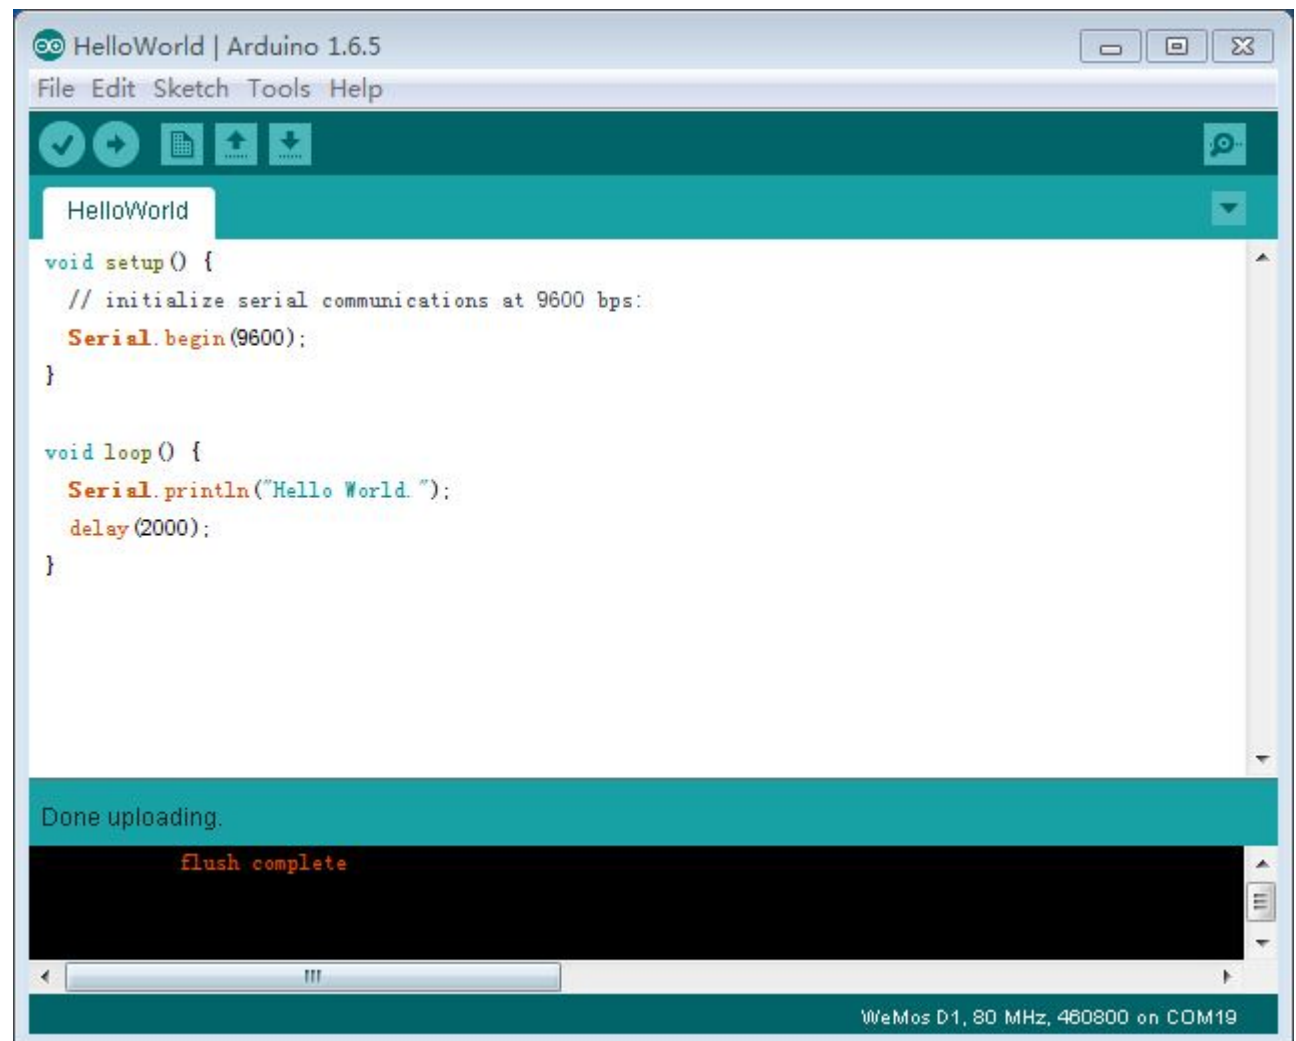 HelloWorld | Arduino 1.6.5
File Edit Sketch Tools Help
HelloWorld
void setup() {
  // initialize serial communications at 9600 bps:
  Serial.begin(9600);
}
void loop() {
  Serial.println("Hello World.");
  delay(2000);
}
Done uploading.
flush complete
WeMos D1, 80 MHz, 460800 on COM19